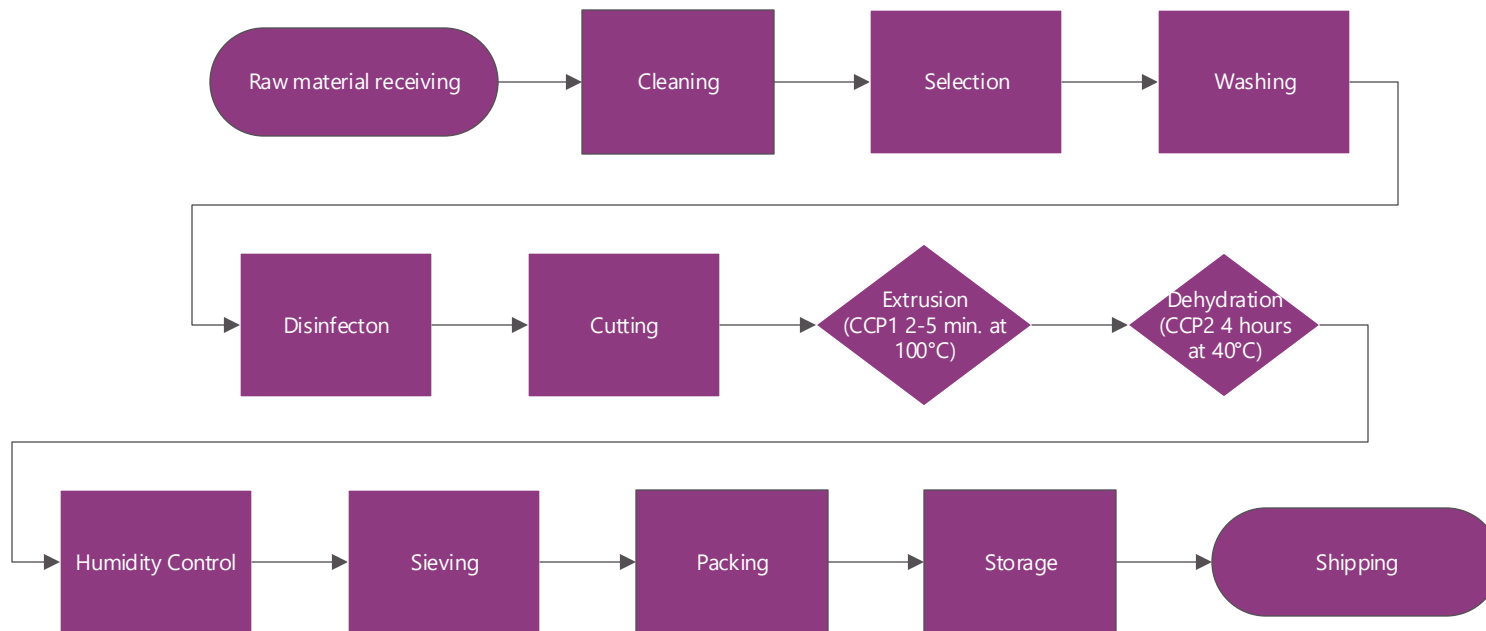 Raw material receiving
Cleaning
Selection
Washing
Disinfecton
Cutting
Extrusion
(CCP1 2-5 min. at
100°C)
Dehydration
(CCP2 4 hours
at 40°C)
Humidity Control
Sieving
Packing
Storage
Shipping